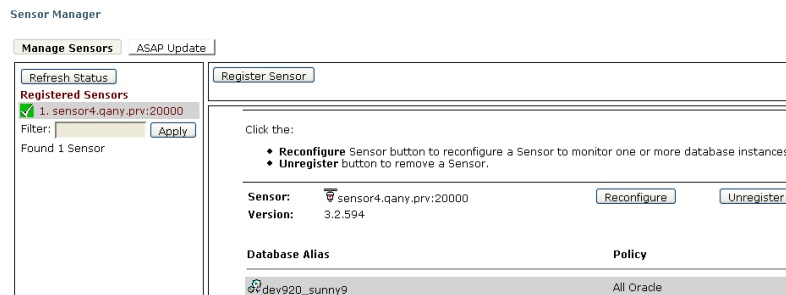 Sensor Manager
Manage Sensors ASAP Update
Refresh Status
Registered Sensors
1. sensor4.qany.prv:20000
Filter: Apply
Found 1 Sensor
Register Sensor
Click the:
Reconfigure Sensor button to reconfigure a Sensor to monitor one or more database instances
Unregister button to remove a Sensor.
Sensor: sensor4.qany.prv:20000 Reconfigure Unregister
Version: 3.2.594
Database Alias Policy
dev920_sunny9 All Oracle